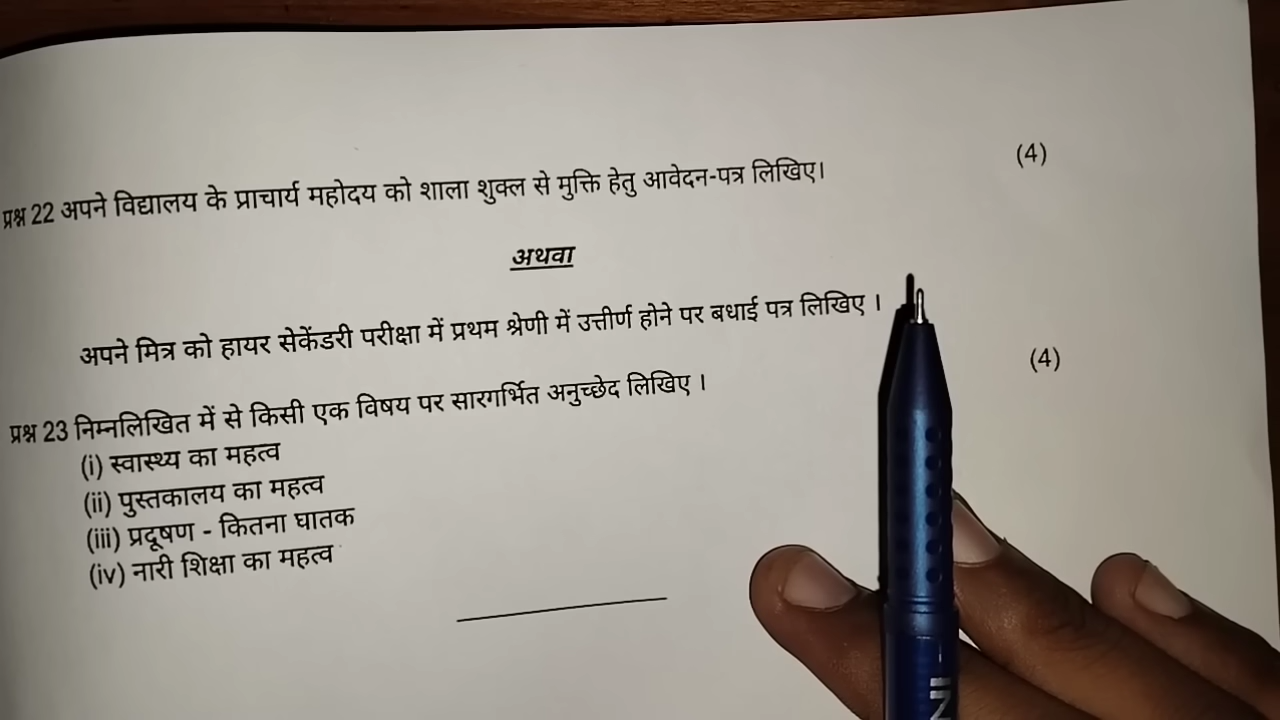 प्रश्न 22 अपने विद्यालय के प्राचार्य महोदय को शाला शुक्ल से मुक्ति हेतु आवेदन-पत्र लिखिए। (4)
अथवा
अपने मित्र को हायर सेकेंडरी परीक्षा में प्रथम श्रेणी में उत्तीर्ण होने पर बधाई पत्र लिखिए ।
प्रश्न 23 निम्नलिखित में से किसी एक विषय पर सारगर्भित अनुच्छेद लिखिए । (4)
(i) स्वास्थ्य का महत्व
(ii) पुस्तकालय का महत्व
(iii) प्रदूषण - कितना घातक
(iv) नारी शिक्षा का महत्व
IN